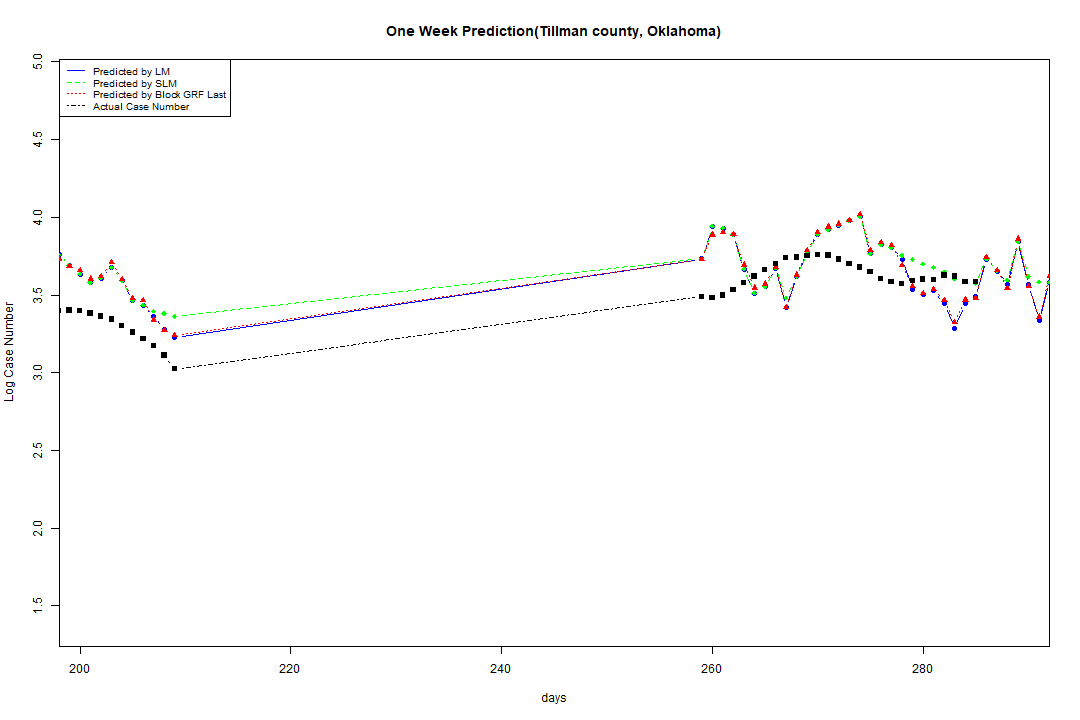 One Week Prediction(Tillman county, Oklahoma)
Predicted by LM
Predicted by SLM
Predicted by Block GRF Last
Actual Case Number
5.0
4.5
4.0
3.5
3.0
2.5
2.0
1.5
Log Case Number
200 220 240 260 280
days